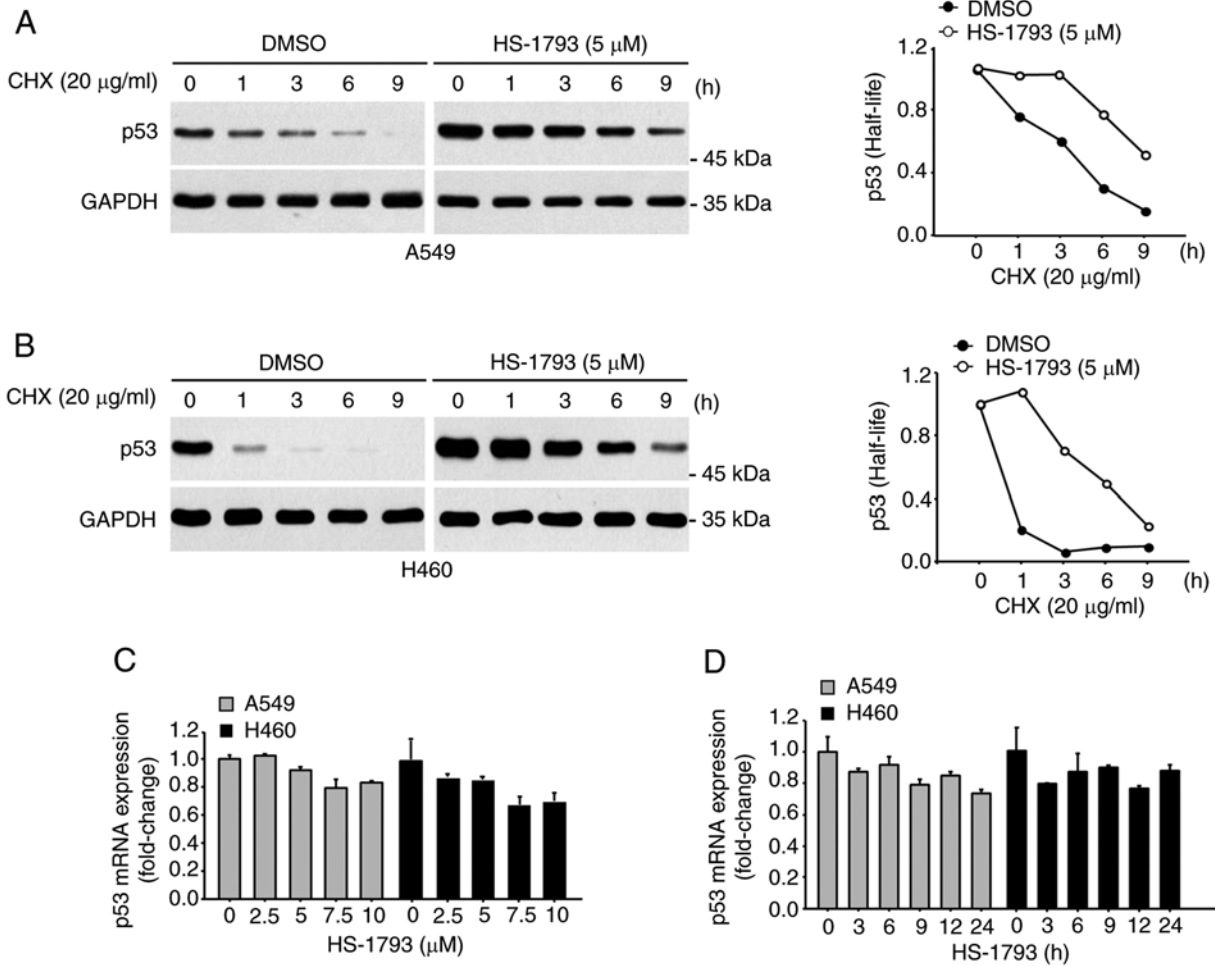 A
DMSO
HS-1793 (5 µM)
CHX (20 µg/ml) 0 1 3 6 9 0 1 3 6 9 (h)
p53
- 45 kDa
GAPDH
- 35 kDa
A549
DMSO
HS-1793 (5 µM)
1.2
0.8
0.4
0.0
p53 (Half-life)
0 1 3 6 9 (h)
CHX (20 µg/ml)
B
DMSO
HS-1793 (5 µM)
CHX (20 µg/ml) 0 1 3 6 9 0 1 3 6 9 (h)
p53
- 45 kDa
GAPDH
- 35 kDa
H460
DMSO
HS-1793 (5 µM)
1.2
0.8
0.4
0.0
p53 (Half-life)
0 1 3 6 9 (h)
CHX (20 µg/ml)
C
A549
H460
p53 mRNA expression
(fold-change)
1.2
1.0
0.8
0.6
0.4
0.2
0.0
0 2.5 5 7.5 10 0 2.5 5 7.5 10
HS-1793 (µM)
D
A549
H460
p53 mRNA expression
(fold-change)
1.2
1.0
0.8
0.6
0.4
0.2
0.0
0 3 6 9 12 24 0 3 6 9 12 24
HS-1793 (h)